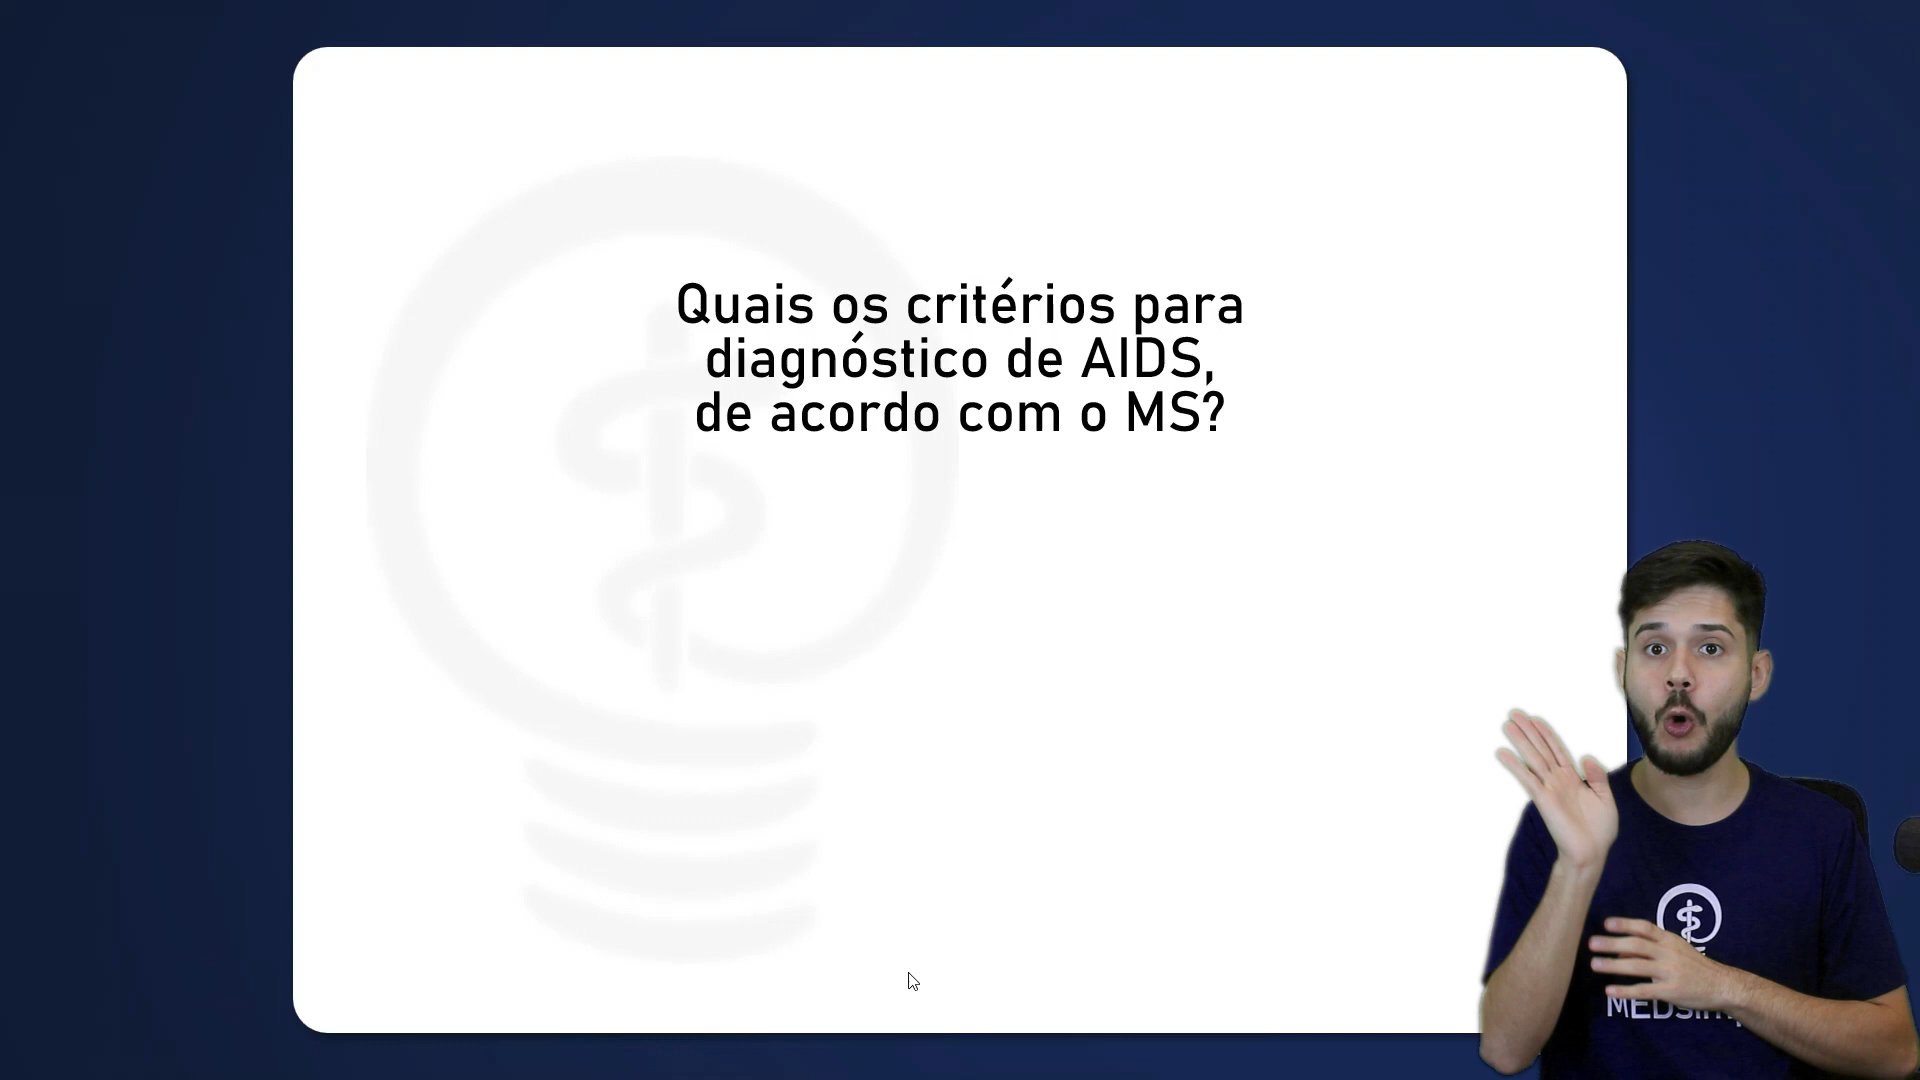 Quais os critérios para
diagnóstico de AIDS,
de acordo com o MS?